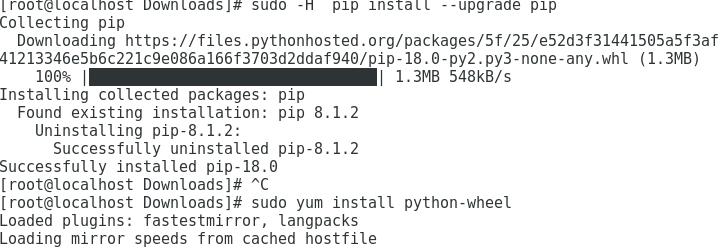 [root@localhost Downloads]# sudo -H  pip install --upgrade pip
Collecting pip
  Downloading https://files.pythonhosted.org/packages/5f/25/e52d3f31441505a5f3af
41213346e5b6c221c9e086a166f3703d2ddaf940/pip-18.0-py2.py3-none-any.whl (1.3MB)
    100% |████████████████████████████████| 1.3MB 548kB/s
Installing collected packages: pip
  Found existing installation: pip 8.1.2
    Uninstalling pip-8.1.2:
      Successfully uninstalled pip-8.1.2
Successfully installed pip-18.0
[root@localhost Downloads]# ^C
[root@localhost Downloads]# sudo yum install python-wheel
Loaded plugins: fastestmirror, langpacks
Loading mirror speeds from cached hostfile